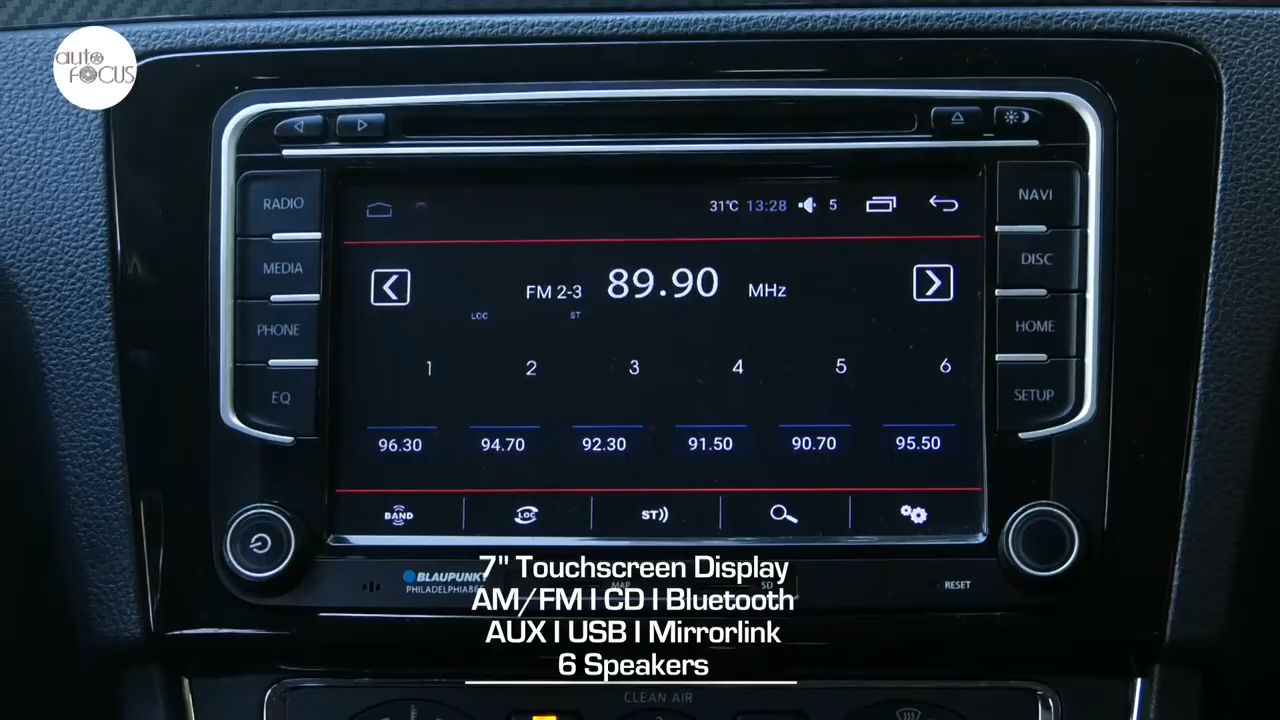 auto
FOCUS
RADIO
MEDIA
PHONE
EQ
NAVI
DISC
HOME
SETUP
31°C 13:28 5
FM 2-3 89.90 MHz
LOC ST
1 2 3 4 5 6
96.30 94.70 92.30 91.50 90.70 95.50
BAND LOC ST))
BLAUPUNKT
PHILADELPHIA
MAP
SD
RESET
7" Touchscreen Display
AM/FM I CD I Bluetooth
AUX I USB I Mirrorlink
6 Speakers
CLEAN AIR